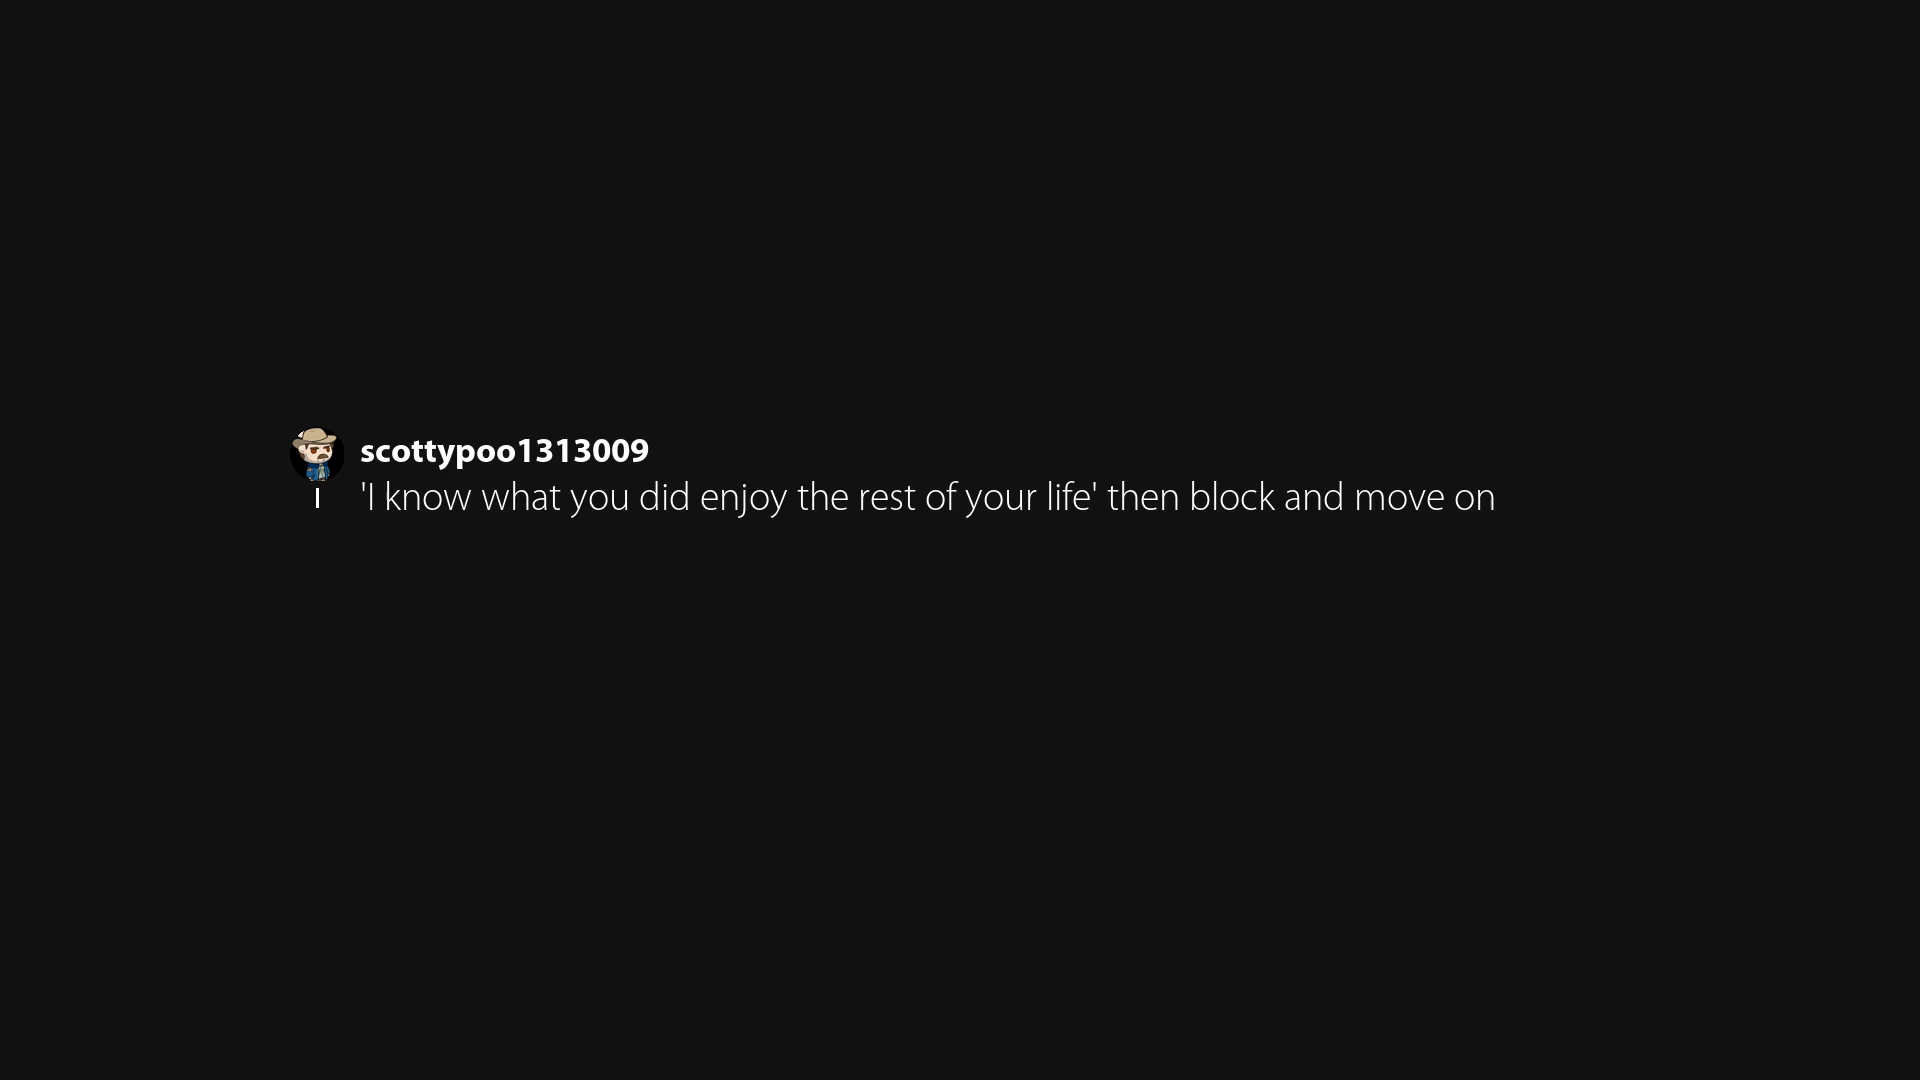 scottypoo1313009
'I know what you did enjoy the rest of your life' then block and move on